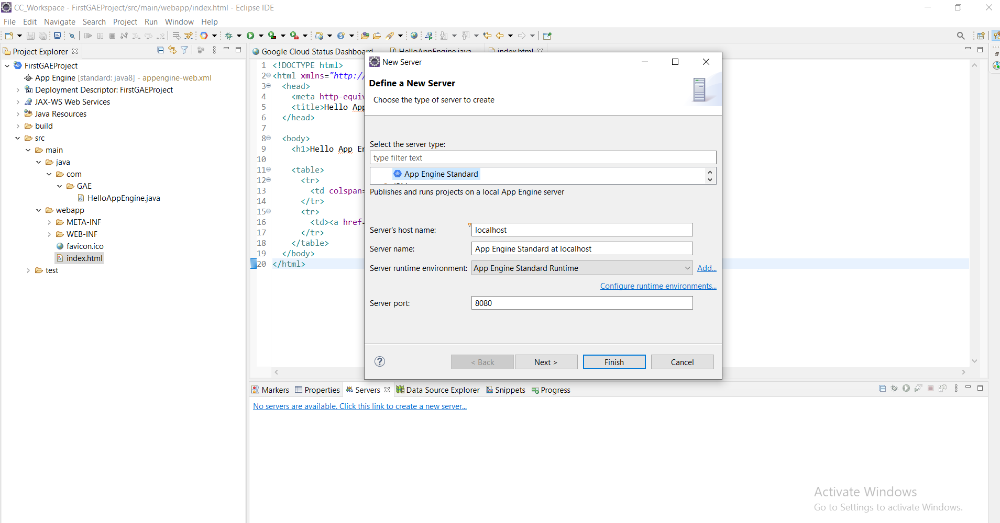 CC_Workspace - FirstGAEProject/src/main/webapp/index.html - Eclipse IDE
File Edit Navigate Search Project Run Window Help
Project Explorer
FirstGAEProject
App Engine [standard: java8] - appengine-web.xml
Deployment Descriptor: FirstGAEProject
JAX-WS Web Services
Java Resources
build
src
main
java
com
GAE
HelloAppEngine.java
webapp
META-INF
WEB-INF
favicon.ico
index.html
test
Google Cloud Status Dashboard HelloAppEngine.java index.html
1 <!DOCTYPE html>
2 <html xmlns="http://
3 <head>
4 <meta http-equiv
5 <title>Hello App
6 </head>
7
8 <body>
9 <h1>Hello App En
10
11 <table>
12 <tr>
13 <td colspan=
14 </tr>
15 <tr>
16 <td><a href=
17 </tr>
18 </table>
19 </body>
20 </html>
New Server
Define a New Server
Choose the type of server to create
Select the server type:
type filter text
App Engine Standard
Publishes and runs projects on a local App Engine server
Server's host name: localhost
Server name: App Engine Standard at localhost
Server runtime environment: App Engine Standard Runtime Add...
Configure runtime environments...
Server port: 8080
< Back Next > Finish Cancel
Markers Properties Servers Data Source Explorer Snippets Progress
No servers are available. Click this link to create a new server...
Activate Windows
Go to Settings to activate Windows.